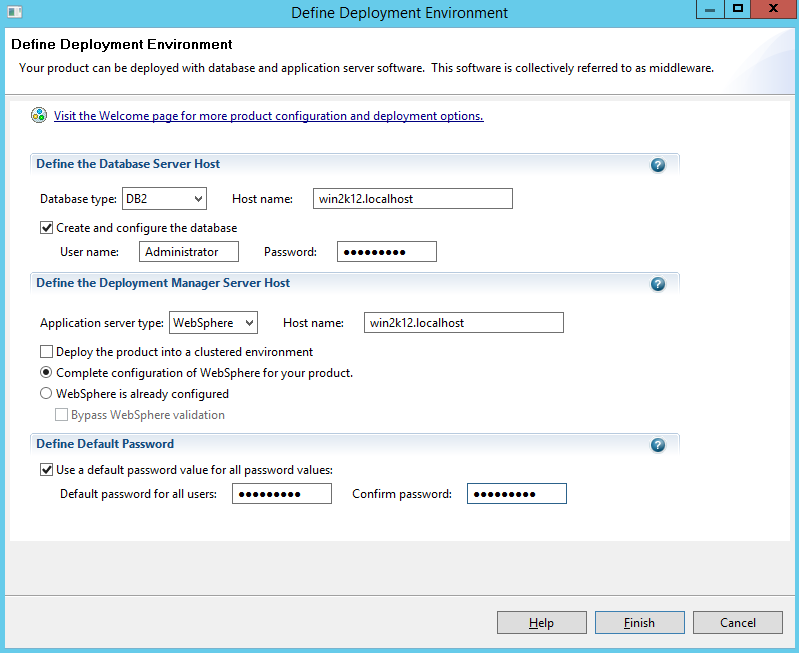 Define Deployment Environment
Define Deployment Environment
Your product can be deployed with database and application server software. This software is collectively referred to as middleware.
Visit the Welcome page for more product configuration and deployment options.
Define the Database Server Host ?
Database type: DB2 Host name: win2k12.localhost
Create and configure the database
User name: Administrator Password: ●●●●●●●●●
Define the Deployment Manager Server Host ?
Application server type: WebSphere Host name: win2k12.localhost
Deploy the product into a clustered environment
Complete configuration of WebSphere for your product.
WebSphere is already configured
Bypass WebSphere validation
Define Default Password ?
Use a default password value for all password values:
Default password for all users: ●●●●●●●●● Confirm password: ●●●●●●●●●
Help Finish Cancel